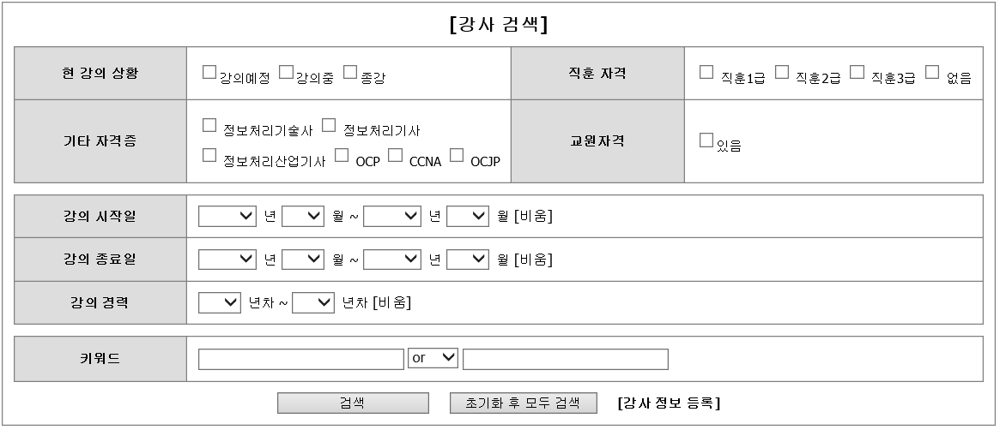 [강사 검색]
현 강의 상황 강의예정 강의중 종강 직훈 자격 직훈1급 직훈2급 직훈3급 없음
기타 자격증 정보처리기술사 정보처리기사
정보처리산업기사 OCP CCNA OCJP
교원자격 있음
강의 시작일 년 월 ~ 년 월 [비움]
강의 종료일 년 월 ~ 년 월 [비움]
강의 경력 년차 ~ 년차 [비움]
키워드 or
검색 초기화 후 모두 검색 [강사 정보 등록]